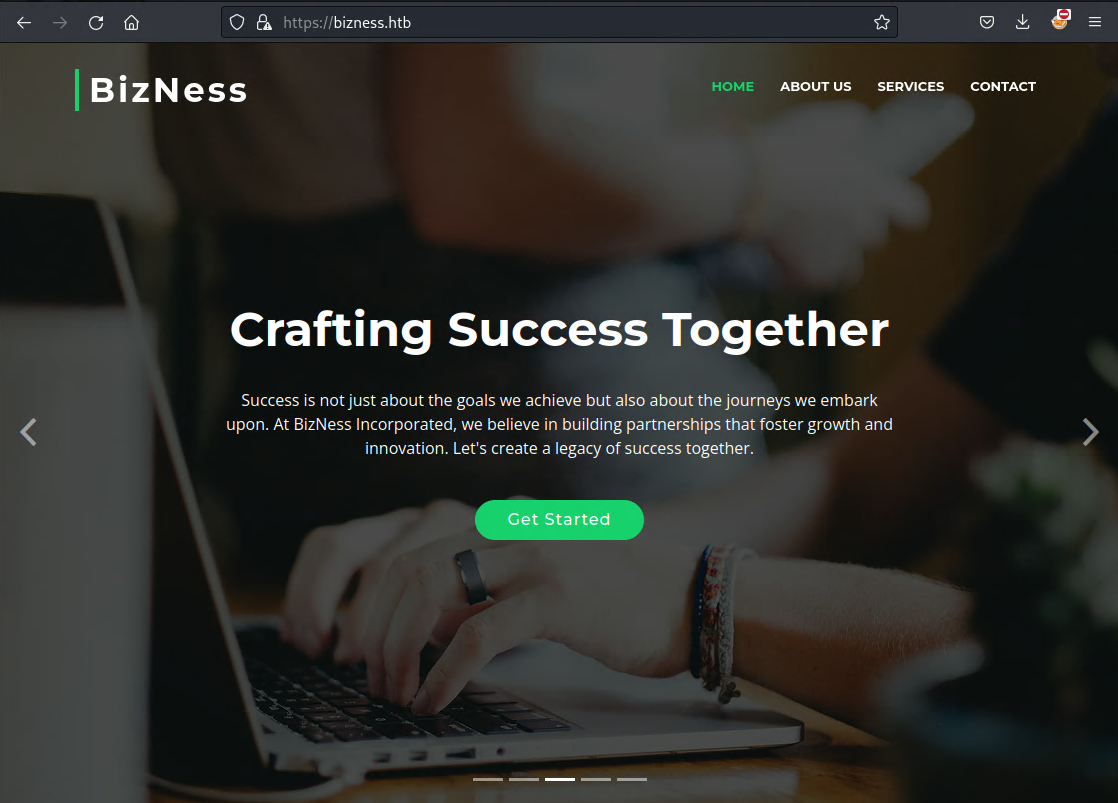 https://bizness.htb
BizNess
HOME ABOUT US SERVICES CONTACT
Crafting Success Together
Success is not just about the goals we achieve but also about the journeys we embark
upon. At BizNess Incorporated, we believe in building partnerships that foster growth and
innovation. Let's create a legacy of success together.
Get Started